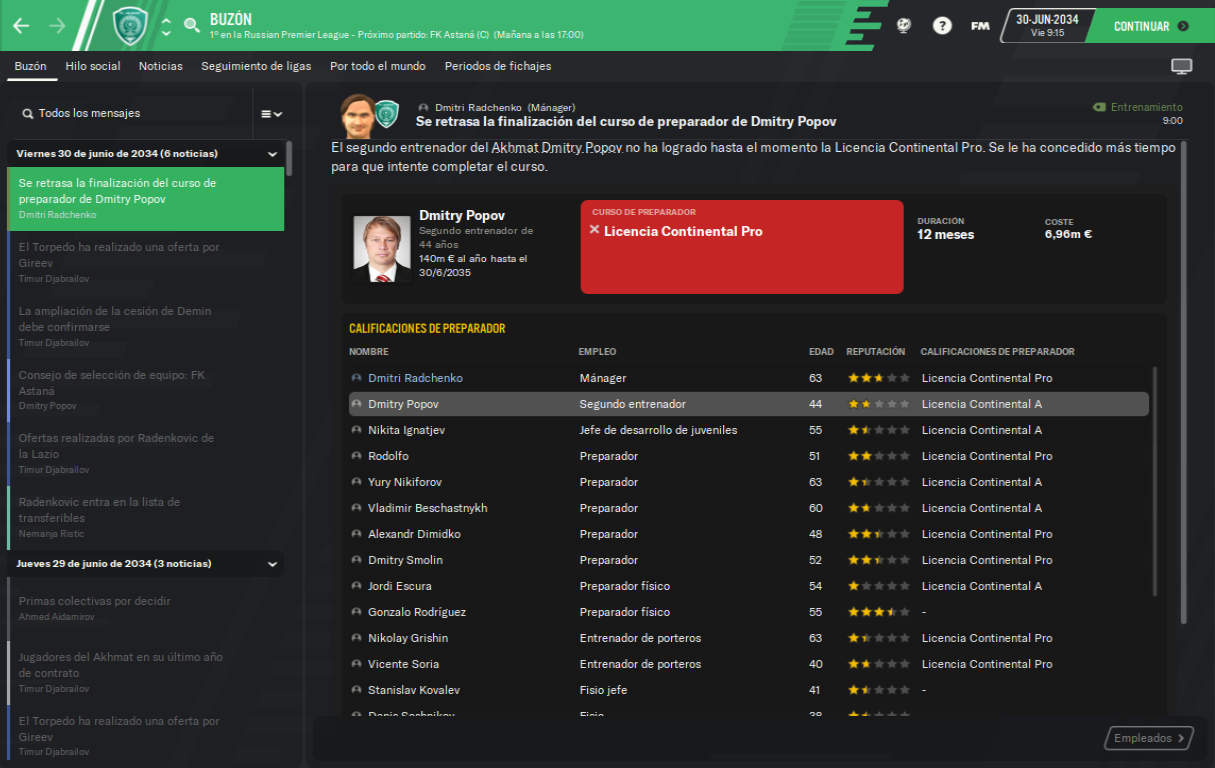 BUZÓN
1º en la Russian Premier League - Próximo partido: FK Astaná (C) (Mañana a las 17:00)
?
FM
30-JUN-2034
Vie 9:15
CONTINUAR
Buzón Hilo social Noticias Seguimiento de ligas Por todo el mundo Periodos de fichajes
Todos los mensajes
Viernes 30 de junio de 2034 (6 noticias)
Se retrasa la finalización del curso de
preparador de Dmitry Popov
Dmitri Radchenko
El Torpedo ha realizado una oferta por
Gireev
Timur Djabrailov
La ampliación de la cesión de Demin
debe confirmarse
Timur Djabrailov
Consejo de selección de equipo: FK
Astaná
Dmitry Popov
Ofertas realizadas por Radenkovic de
la Lazio
Timur Djabrailov
Radenkovic entra en la lista de
transferibles
Nemanja Ristic
Jueves 29 de junio de 2034 (3 noticias)
Primas colectivas por decidir
Ahmed Aidamirov
Jugadores del Akhmat en su último año
de contrato
Timur Djabrailov
El Torpedo ha realizado una oferta por
Gireev
Timur Djabrailov
Dmitri Radchenko (Mánager)
Se retrasa la finalización del curso de preparador de Dmitry Popov
Entrenamiento
9:00
El segundo entrenador del Akhmat Dmitry Popov no ha logrado hasta el momento la Licencia Continental Pro. Se le ha concedido más tiempo
para que intente completar el curso.
Dmitry Popov
Segundo entrenador de
44 años
140m € al año hasta el
30/6/2035
CURSO DE PREPARADOR
Licencia Continental Pro
DURACIÓN
12 meses
COSTE
6,96m €
CALIFICACIONES DE PREPARADOR
NOMBRE EMPLEO EDAD REPUTACIÓN CALIFICACIONES DE PREPARADOR
Dmitri Radchenko Mánager 63 Licencia Continental Pro
Dmitry Popov Segundo entrenador 44 Licencia Continental A
Nikita Ignatjev Jefe de desarrollo de juveniles 55 Licencia Continental A
Rodolfo Preparador 51 Licencia Continental Pro
Yury Nikiforov Preparador 63 Licencia Continental A
Vladimir Beschastnykh Preparador 60 Licencia Continental A
Alexandr Dimidko Preparador 48 Licencia Continental Pro
Dmitry Smolin Preparador 52 Licencia Continental Pro
Jordi Escura Preparador físico 54 Licencia Continental A
Gonzalo Rodríguez Preparador físico 55 -
Nikolay Grishin Entrenador de porteros 63 Licencia Continental Pro
Vicente Soria Entrenador de porteros 40 Licencia Continental Pro
Stanislav Kovalev Fisio jefe 41 -
Empleados